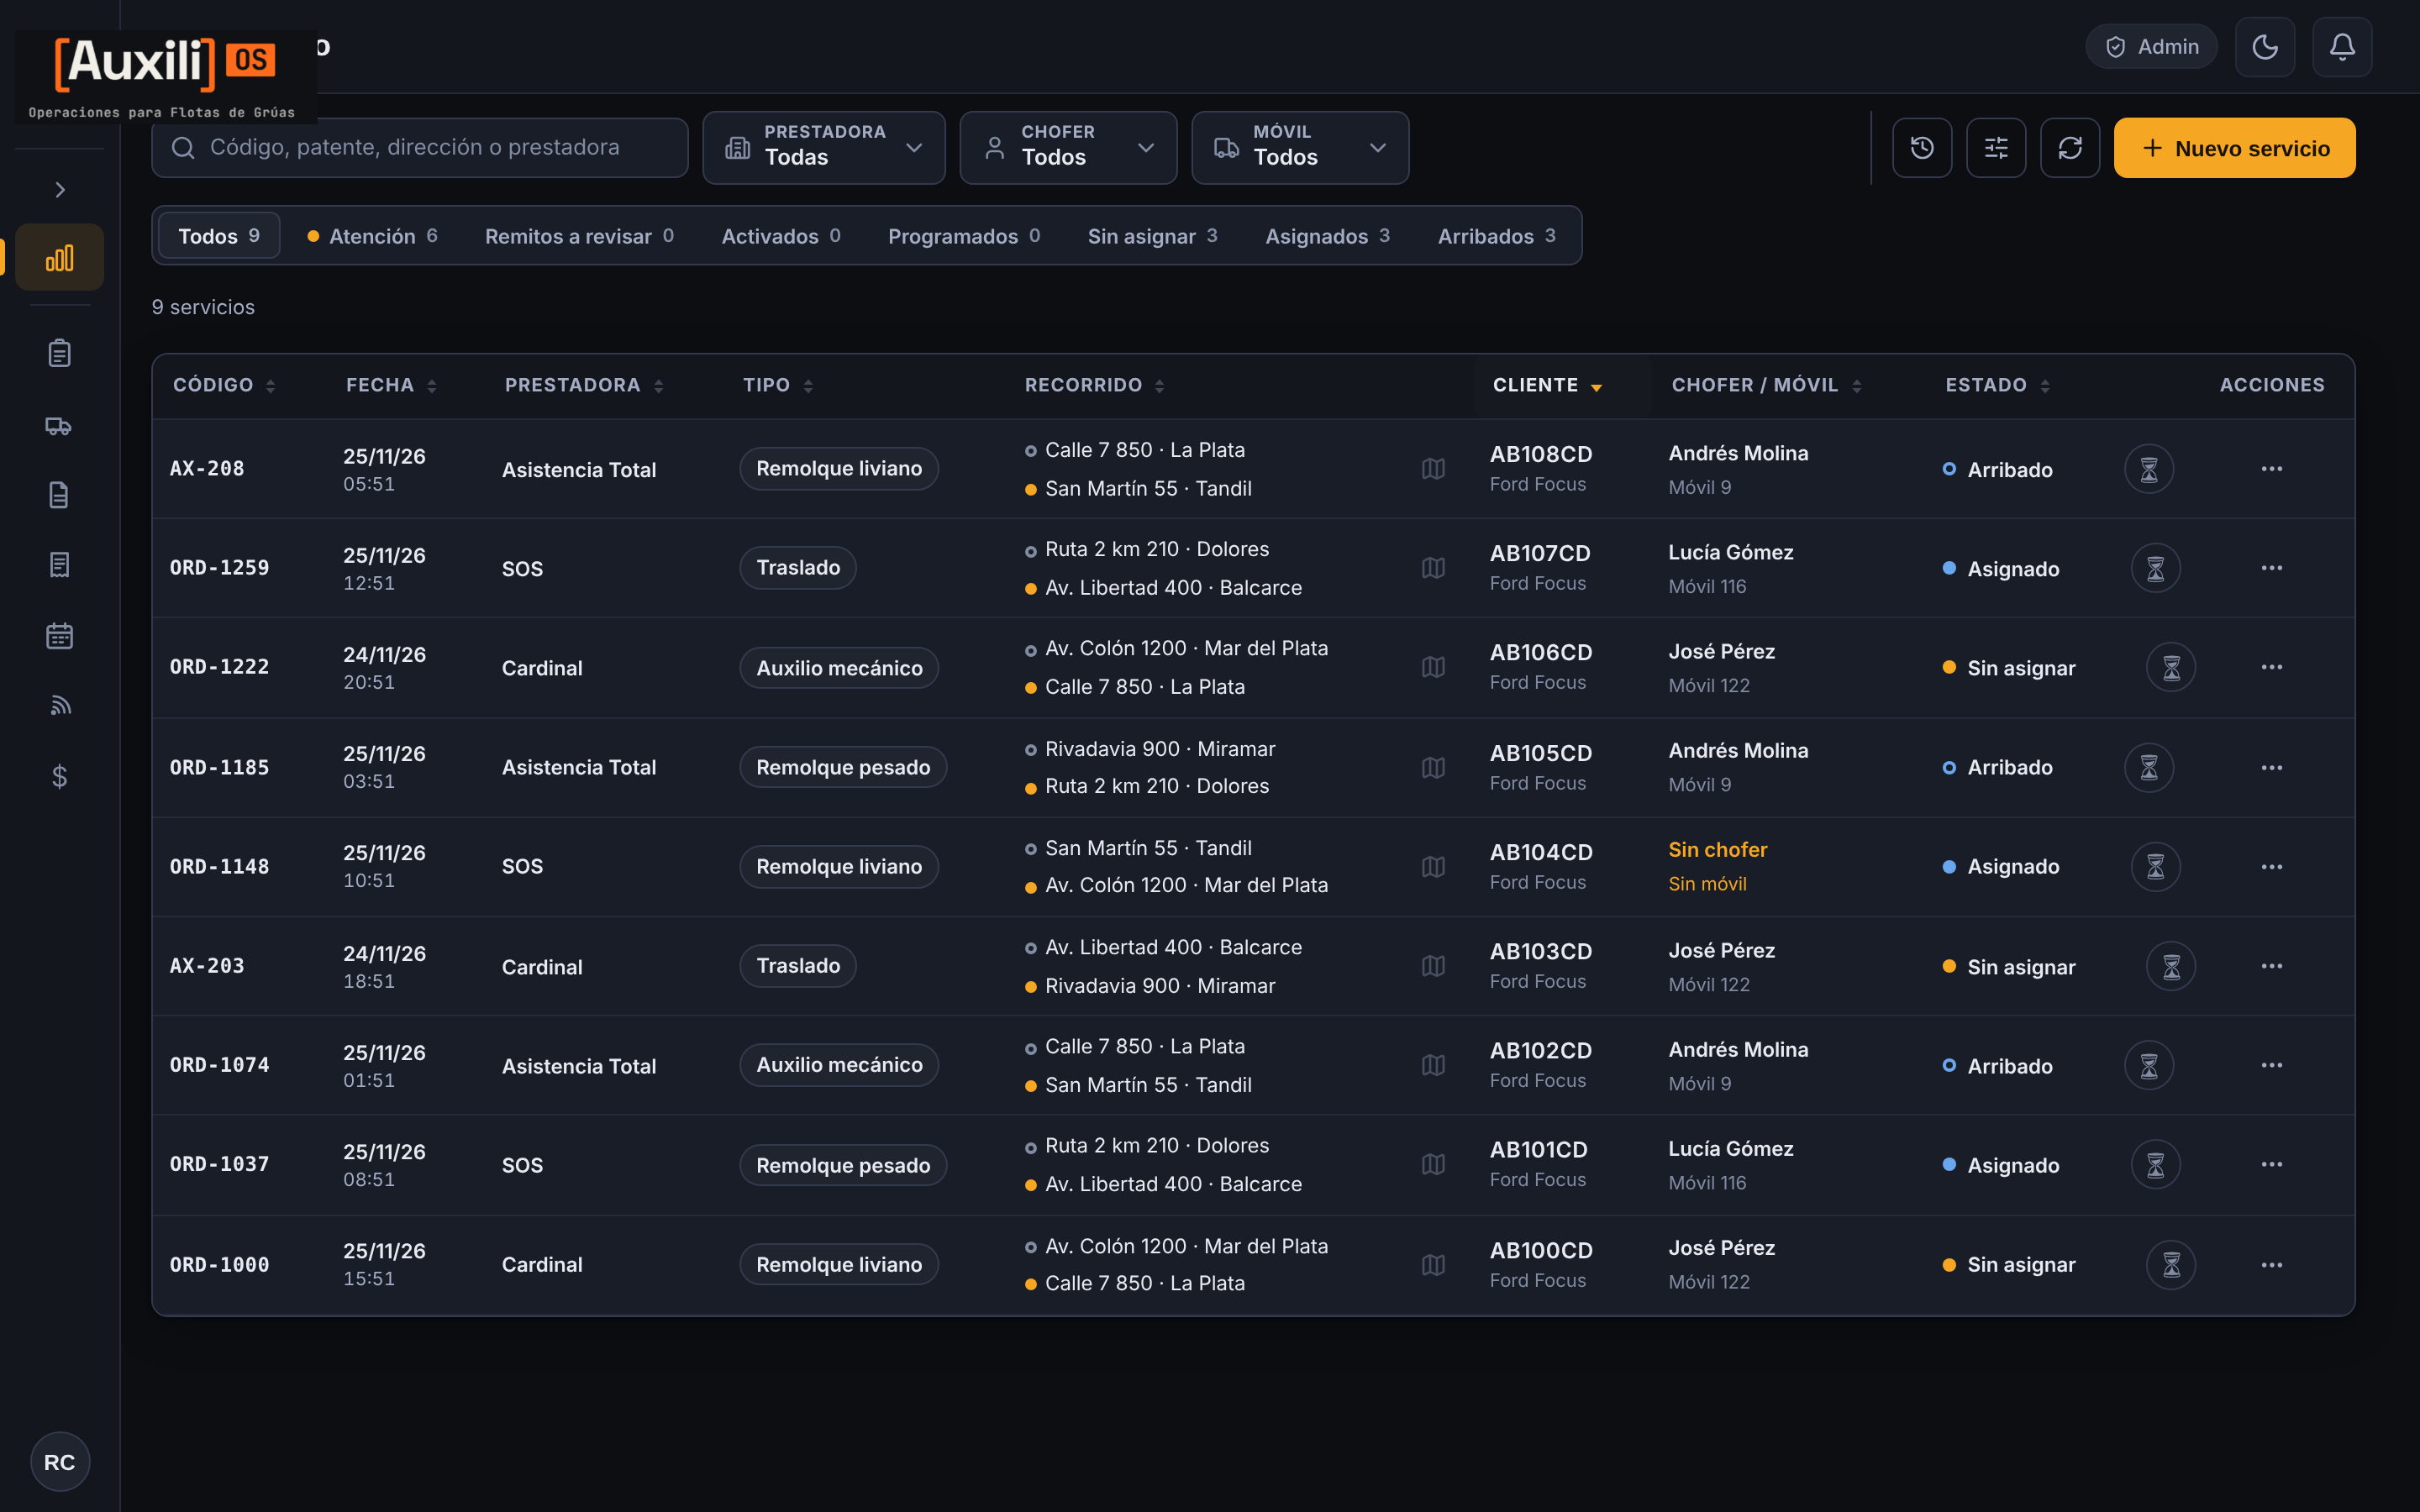 [Auxili] OS
Operaciones para Flotas de Grúas
o
Admin
Código, patente, dirección o prestadora
PRESTADORA
Todas
CHOFER
Todos
MÓVIL
Todos
+ Nuevo servicio
Todos 9
Atención 6
Remitos a revisar 0
Activados 0
Programados 0
Sin asignar 3
Asignados 3
Arribados 3
9 servicios
CÓDIGO FECHA PRESTADORA TIPO RECORRIDO CLIENTE CHOFER / MÓVIL ESTADO ACCIONES
AX-208
25/11/26
05:51
Asistencia Total
Remolque liviano
Calle 7 850 · La Plata
San Martín 55 · Tandil
AB108CD
Ford Focus
Andrés Molina
Móvil 9
Arribado
ORD-1259
25/11/26
12:51
SOS
Traslado
Ruta 2 km 210 · Dolores
Av. Libertad 400 · Balcarce
AB107CD
Ford Focus
Lucía Gómez
Móvil 116
Asignado
ORD-1222
24/11/26
20:51
Cardinal
Auxilio mecánico
Av. Colón 1200 · Mar del Plata
Calle 7 850 · La Plata
AB106CD
Ford Focus
José Pérez
Móvil 122
Sin asignar
ORD-1185
25/11/26
03:51
Asistencia Total
Remolque pesado
Rivadavia 900 · Miramar
Ruta 2 km 210 · Dolores
AB105CD
Ford Focus
Andrés Molina
Móvil 9
Arribado
ORD-1148
25/11/26
10:51
SOS
Remolque liviano
San Martín 55 · Tandil
Av. Colón 1200 · Mar del Plata
AB104CD
Ford Focus
Sin chofer
Sin móvil
Asignado
AX-203
24/11/26
18:51
Cardinal
Traslado
Av. Libertad 400 · Balcarce
Rivadavia 900 · Miramar
AB103CD
Ford Focus
José Pérez
Móvil 122
Sin asignar
ORD-1074
25/11/26
01:51
Asistencia Total
Auxilio mecánico
Calle 7 850 · La Plata
San Martín 55 · Tandil
AB102CD
Ford Focus
Andrés Molina
Móvil 9
Arribado
ORD-1037
25/11/26
08:51
SOS
Remolque pesado
Ruta 2 km 210 · Dolores
Av. Libertad 400 · Balcarce
AB101CD
Ford Focus
Lucía Gómez
Móvil 116
Asignado
ORD-1000
25/11/26
15:51
Cardinal
Remolque liviano
Av. Colón 1200 · Mar del Plata
Calle 7 850 · La Plata
AB100CD
Ford Focus
José Pérez
Móvil 122
Sin asignar
RC